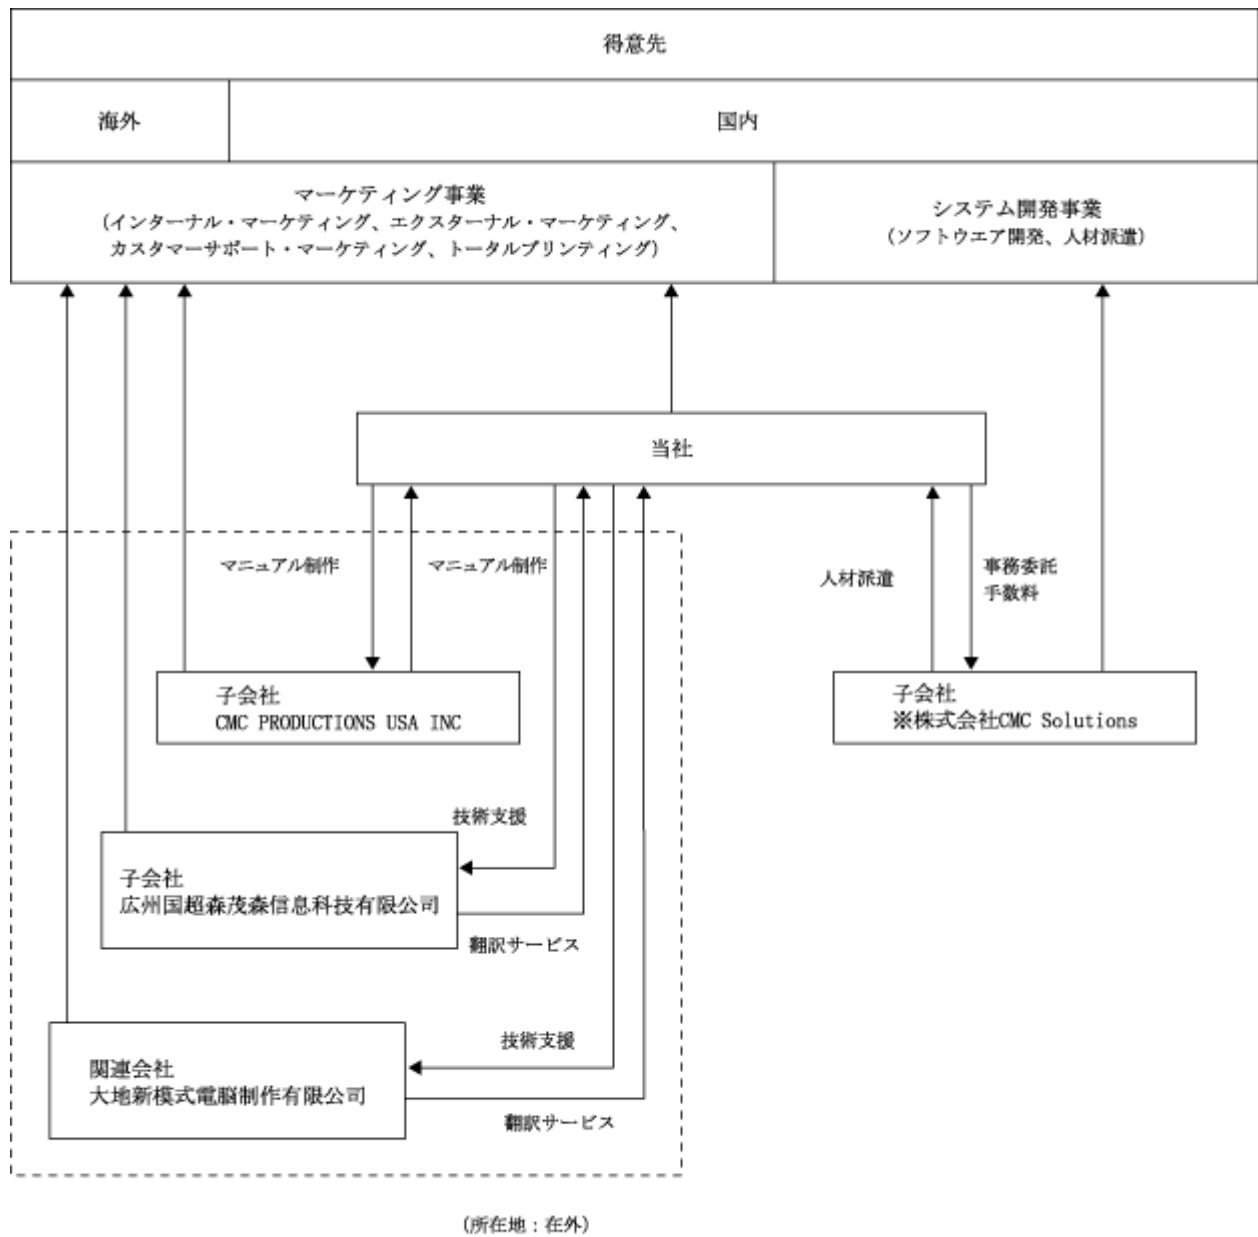 得意先
海外
国内
マーケティング事業
(インターナル・マーケティング、エクスターナル・マーケティング、
カスタマーサポート・マーケティング、トータルプリンティング)
システム開発事業
(ソフトウエア開発、人材派遣)
当社
マニュアル制作
マニュアル制作
人材派遣
事務委託
手数料
子会社
CMC PRODUCTIONS USA INC
子会社
※株式会社CMC Solutions
技術支援
子会社
広州国超森茂森信息科技有限公司
翻訳サービス
技術支援
関連会社
大地新模式電脳制作有限公司
翻訳サービス
(所在地：在外)